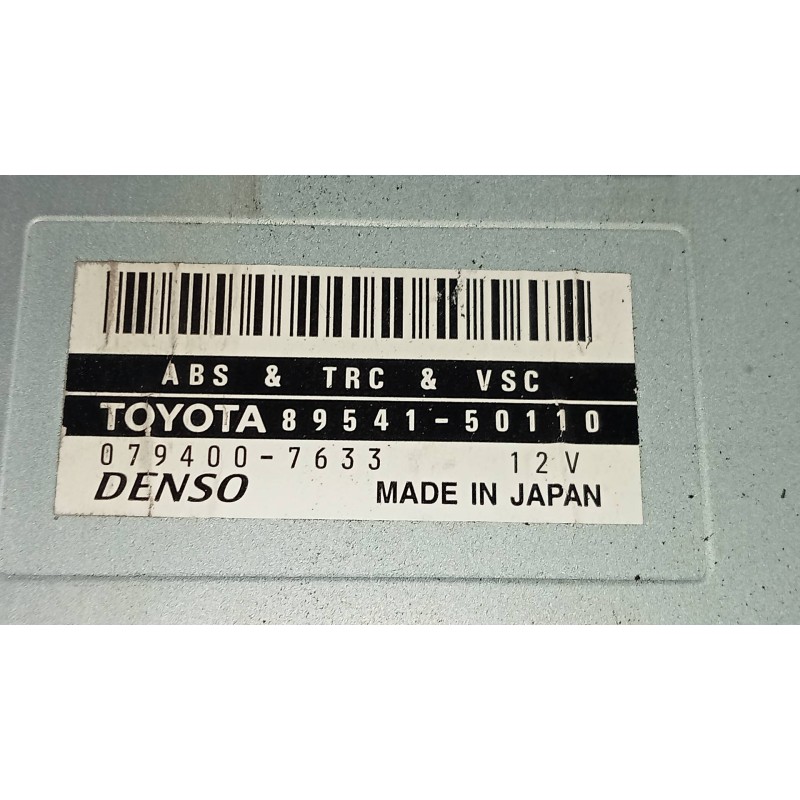 ABS & TRC & VSC
TOYOTA 89541-50110
079400-7633 12V
DENSO MADE IN JAPAN